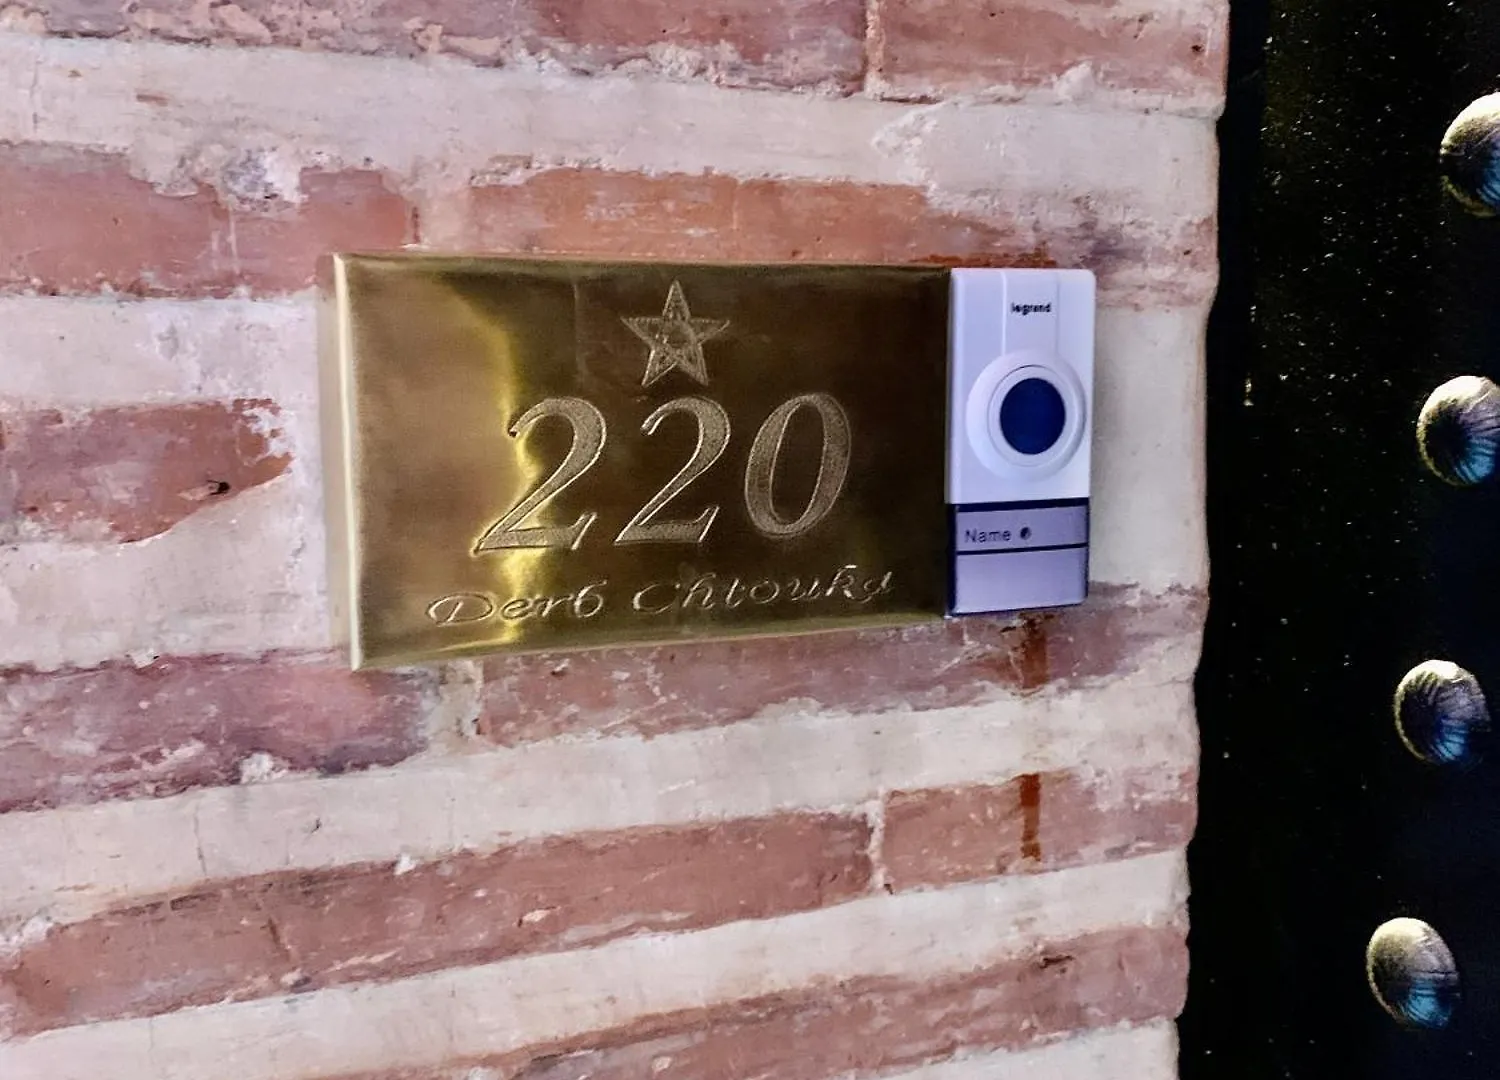 220
Derb Chtouka
legrand
Name